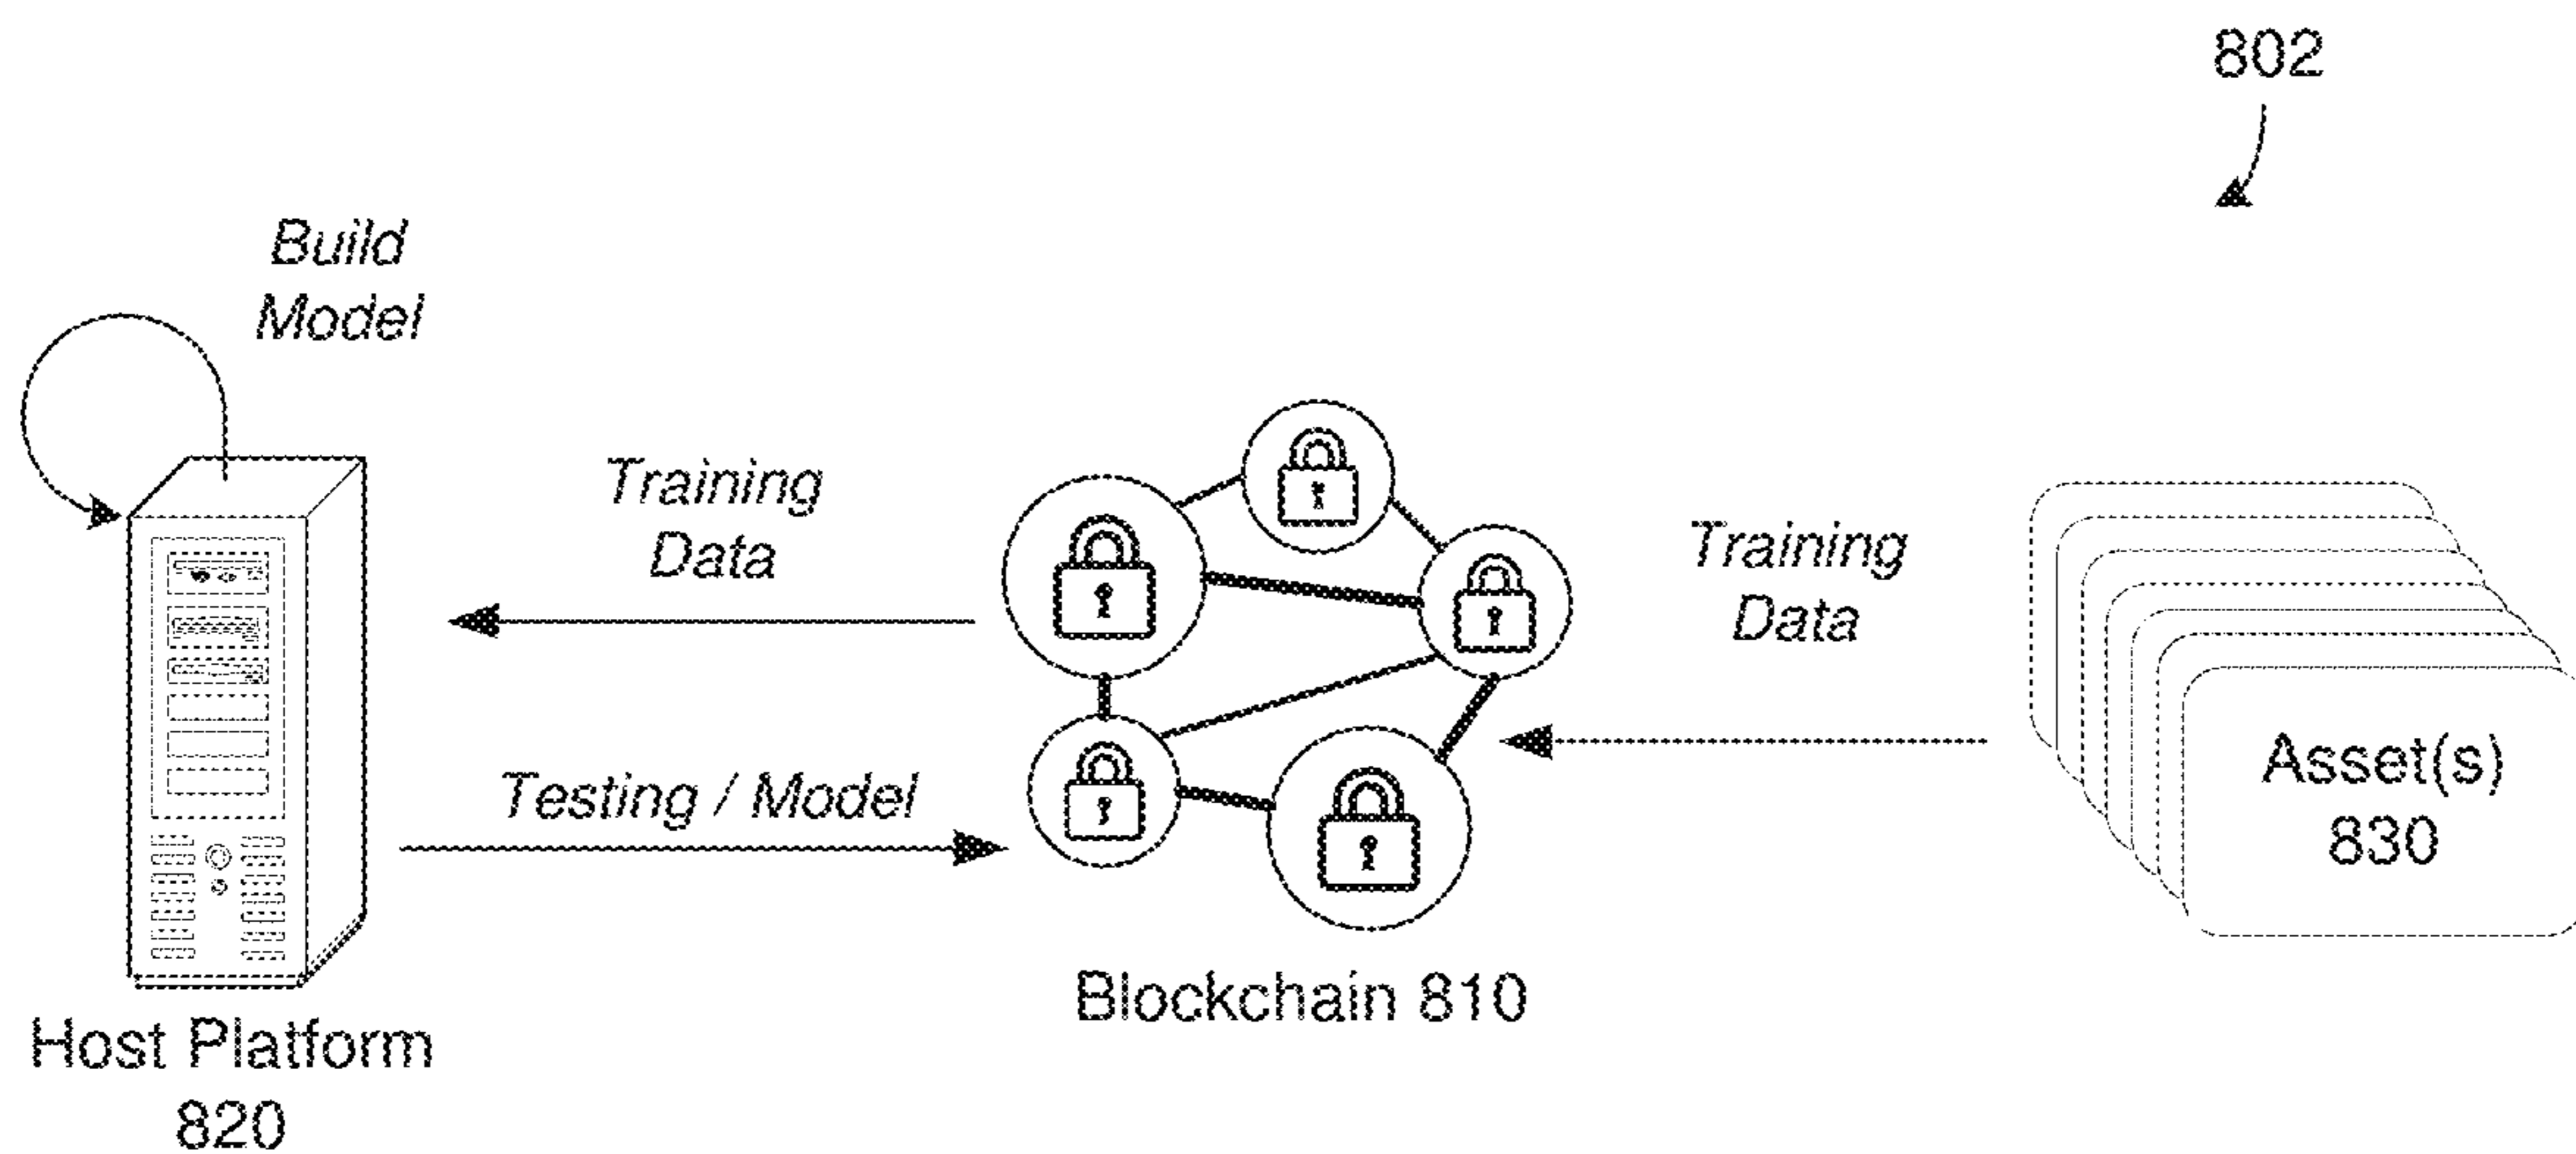 802
Build
Model
Training
Data
Training
Data
Testing / Model
Asset(s)
830
Blockchain 810
Host Platform
820